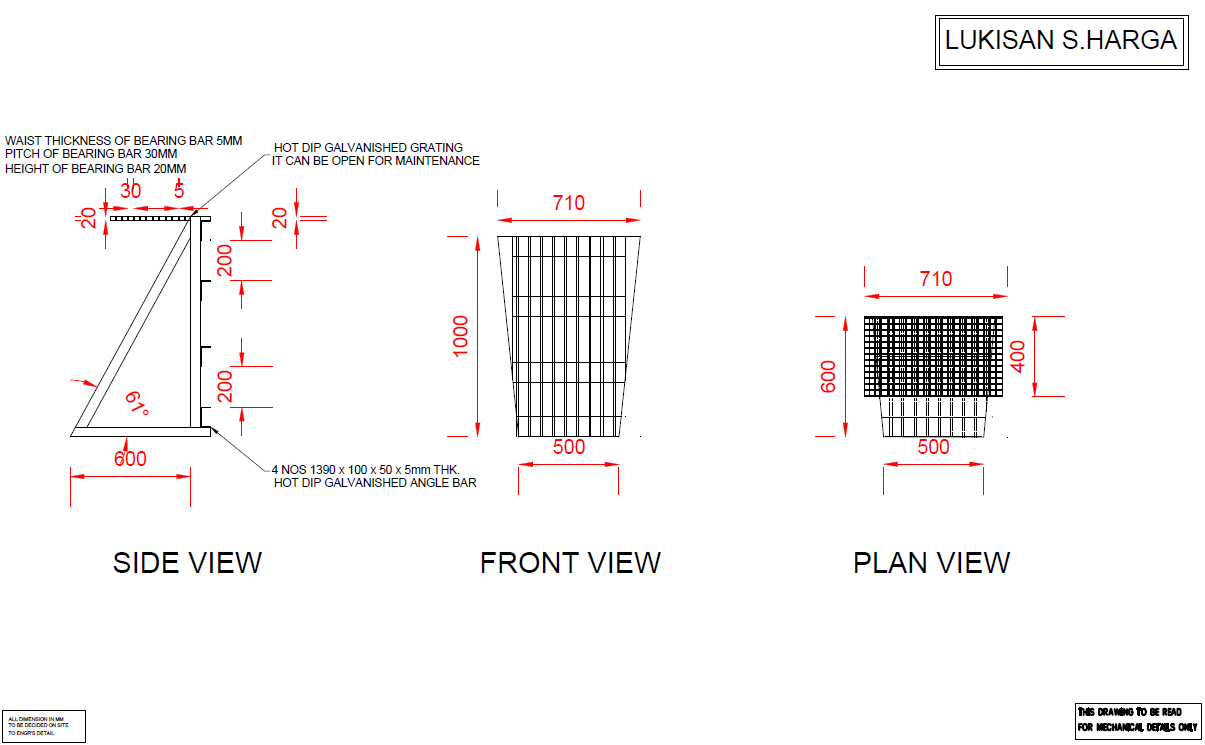 LUKISAN S.HARGA
WAIST THICKNESS OF BEARING BAR 5MM
PITCH OF BEARING BAR 30MM
HEIGHT OF BEARING BAR 20MM
HOT DIP GALVANISHED GRATING
IT CAN BE OPEN FOR MAINTENANCE
30
5
20
20
200
200
61°
600
4 NOS 1390 x 100 x 50 x 5mm THK.
HOT DIP GALVANISHED ANGLE BAR
SIDE VIEW
710
1000
500
FRONT VIEW
710
600
400
500
PLAN VIEW
ALL DIMENSION IN MM
TO BE DECIDED ON SITE
TO ENGR'S DETAIL
THIS DRAWING TO BE READ
FOR MECHANICAL DETAILS ONLY